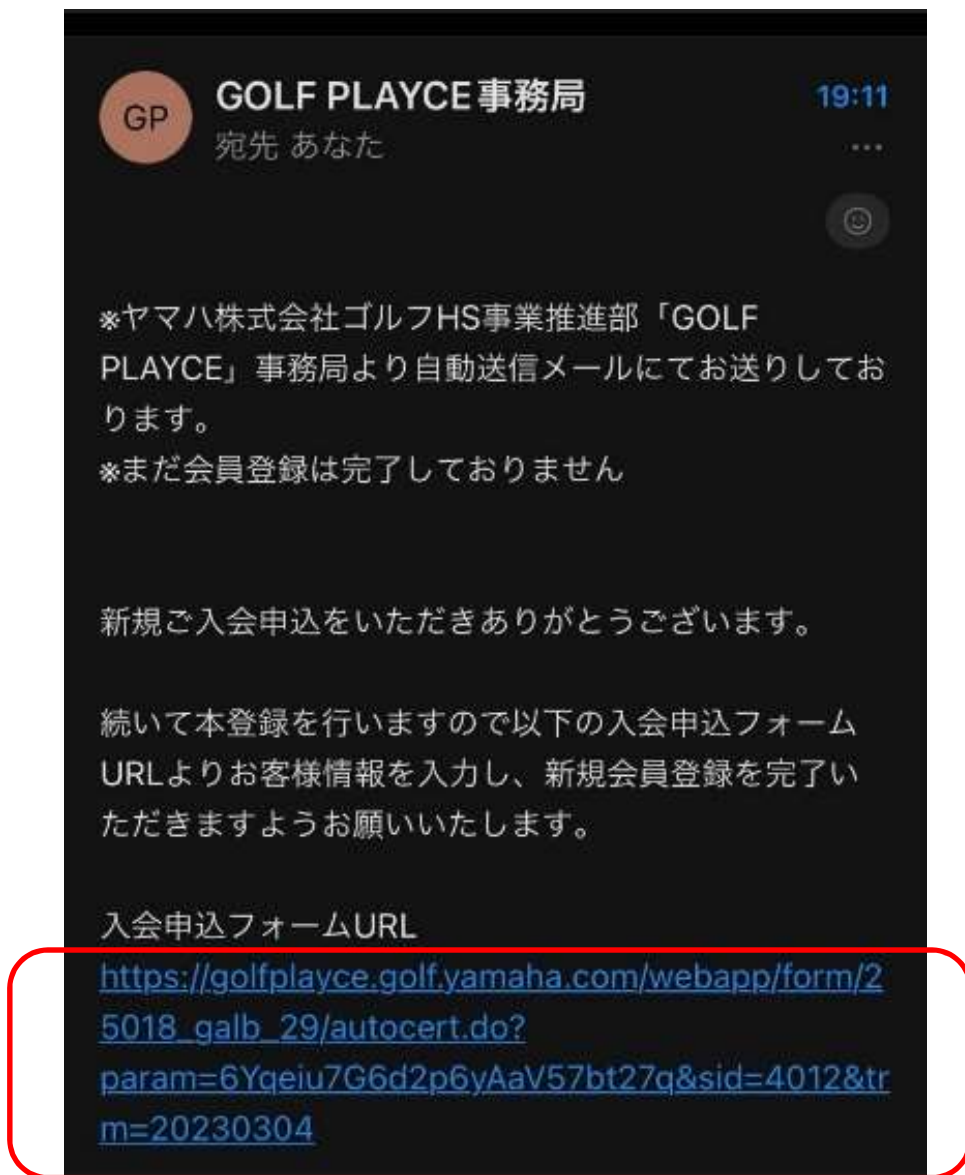 GP
GOLF PLAYCE事務局
19:11
宛先 あなた
...
※ヤマハ株式会社ゴルフHS事業推進部「GOLF
PLAYCE」事務局より自動送信メールにてお送りしてお
ります。
※まだ会員登録は完了しておりません
新規ご入会申込をいただきありがとうございます。
続いて本登録を行いますので以下の入会申込フォーム
URLよりお客様情報を入力し、新規会員登録を完了い
ただきますようお願いいたします。
入会申込フォームURL
https://golfplayce.golf.yamaha.com/webapp/form/2
5018_galb_29/autocert.do?
param=6Yqeiu7G6d2p6yAaV57bt27q&sid=4012&tr
m=20230304